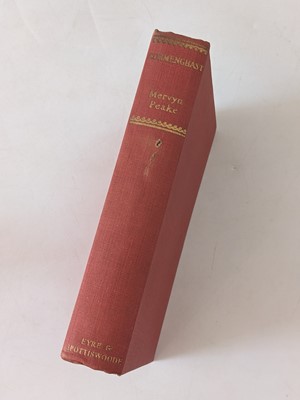 GORMENGHAST
Mervyn
Peake
EYRE &
SPOTTISWOODE